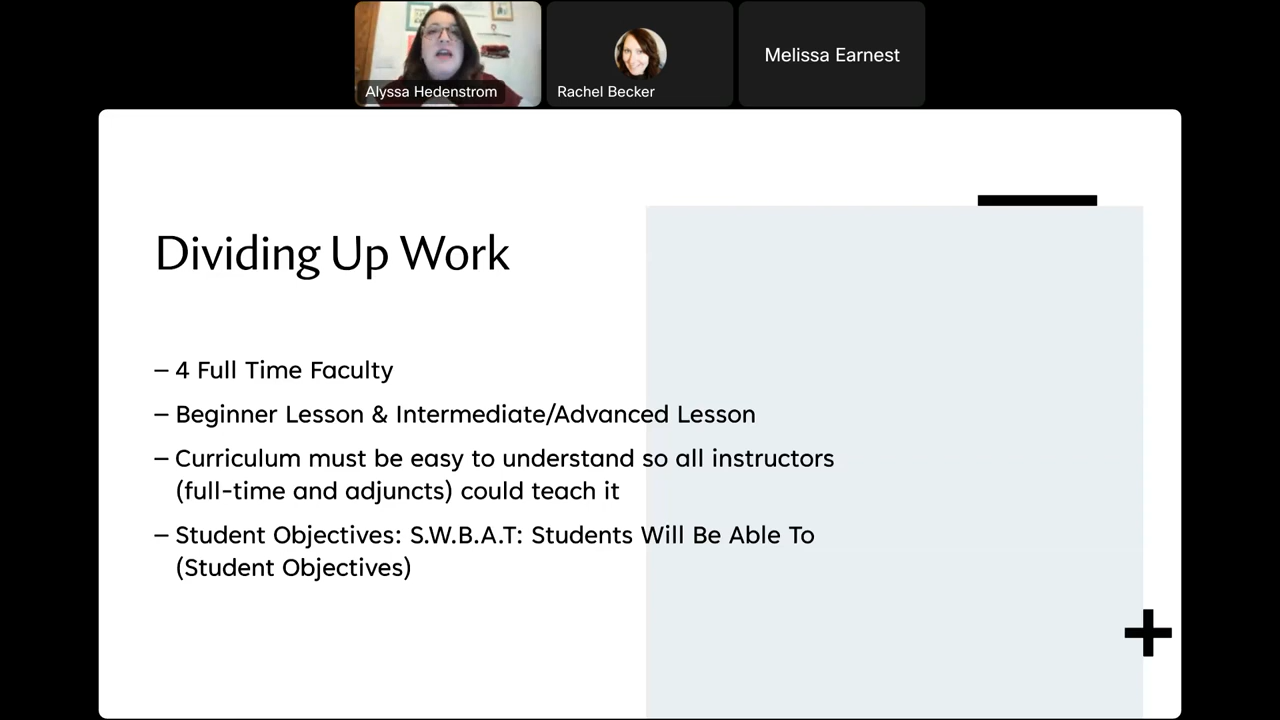 Alyssa Hedenstrom
Rachel Becker
Melissa Earnest
Dividing Up Work
– 4 Full Time Faculty
– Beginner Lesson & Intermediate/Advanced Lesson
– Curriculum must be easy to understand so all instructors
(full-time and adjuncts) could teach it
– Student Objectives: S.W.B.A.T: Students Will Be Able To
(Student Objectives)